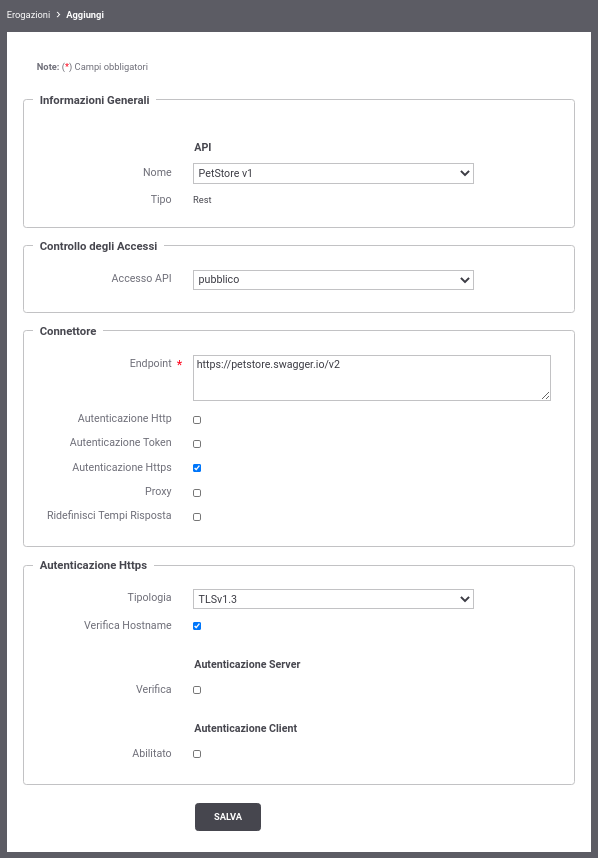 Erogazioni > Aggiungi
Note: (*) Campi obbligatori
Informazioni Generali
API
Nome PetStore v1
Tipo Rest
Controllo degli Accessi
Accesso API pubblico
Connettore
Endpoint * https://petstore.swagger.io/v2
Autenticazione Http
Autenticazione Token
Autenticazione Https
Proxy
Ridefinisci Tempi Risposta
Autenticazione Https
Tipologia TLSv1.3
Verifica Hostname
Autenticazione Server
Verifica
Autenticazione Client
Abilitato
SALVA